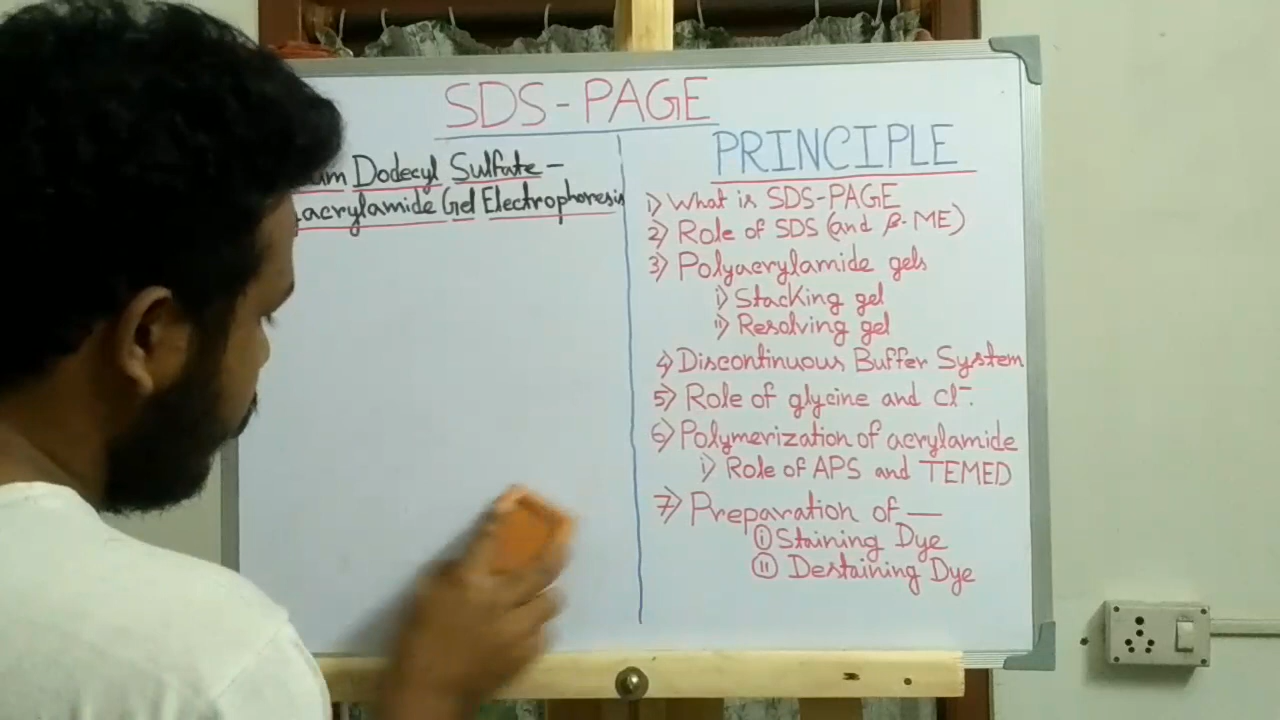 SDS-PAGE
Dodecyl Sulfate-
acrylamide Gel Electrophoresis
PRINCIPLE
1) What is SDS-PAGE
2) Role of SDS (and β-ME)
3) Polyacrylamide gels
i) Stacking gel
ii) Resolving gel
4) Discontinuous Buffer System
5) Role of glycine and Cl⁻.
6) Polymerization of acrylamide
i) Role of APS and TEMED
7) Preparation of —
(i) Staining Dye
(ii) Destaining Dye